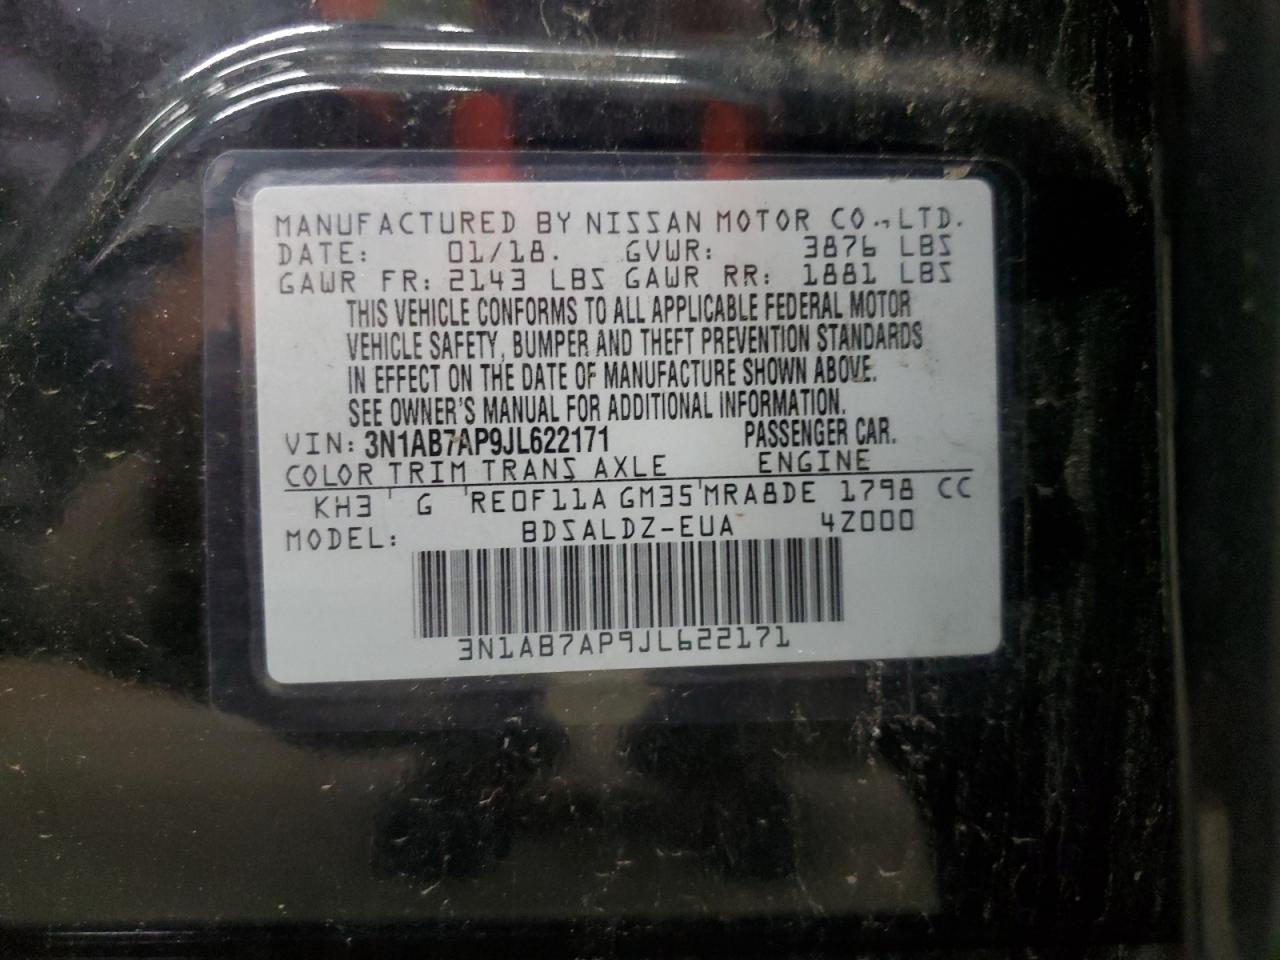 MANUFACTURED BY NISSAN MOTOR CO.,LTD.
DATE: 01/18. GVWR: 3876 LBS
GAWR FR: 2143 LBS GAWR RR: 1881 LBS
THIS VEHICLE CONFORMS TO ALL APPLICABLE FEDERAL MOTOR
VEHICLE SAFETY, BUMPER AND THEFT PREVENTION STANDARDS
IN EFFECT ON THE DATE OF MANUFACTURE SHOWN ABOVE.
SEE OWNER'S MANUAL FOR ADDITIONAL INFORMATION.
VIN: 3N1AB7AP9JL622171 PASSENGER CAR.
COLOR TRIM TRANS AXLE ENGINE
KH3 ' G 'RE0F11A GM35'MRA8DE 1798 CC
MODEL: BDSALDZ-EUA 4Z000
3N1AB7AP9JL622171